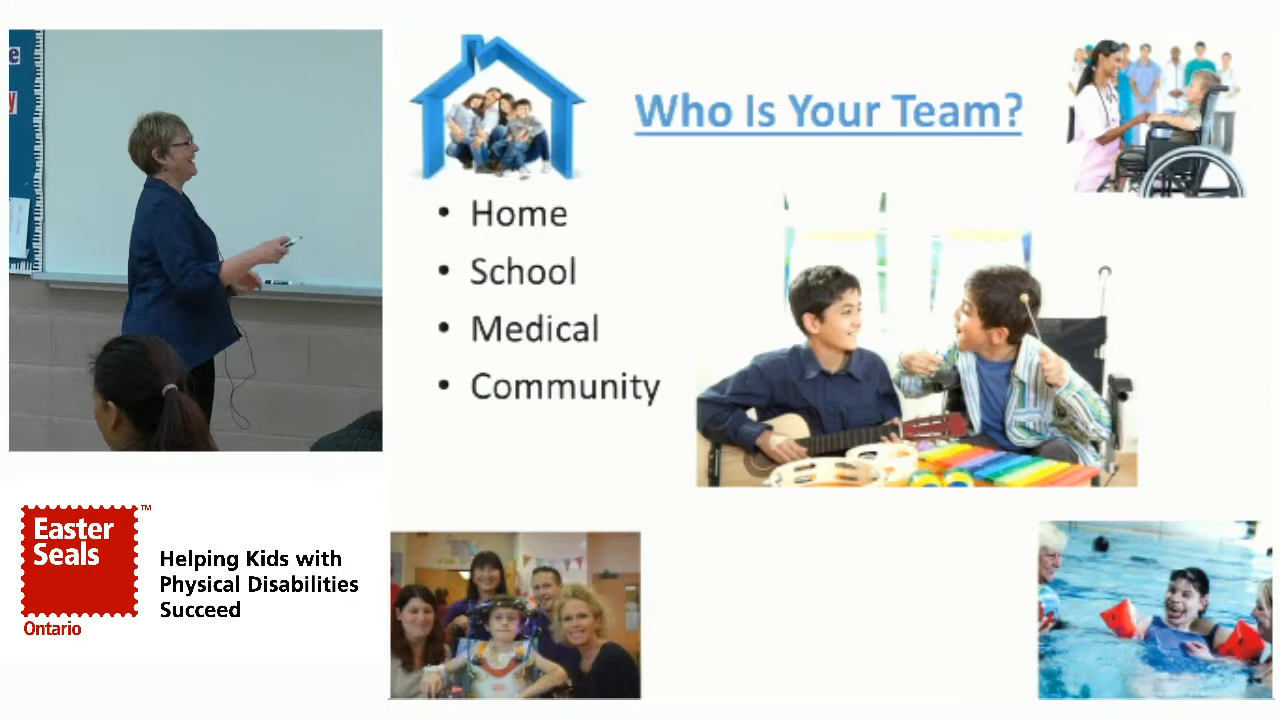 Who Is Your Team?
• Home
• School
• Medical
• Community
Easter
Seals
™
Ontario
Helping Kids with
Physical Disabilities
Succeed